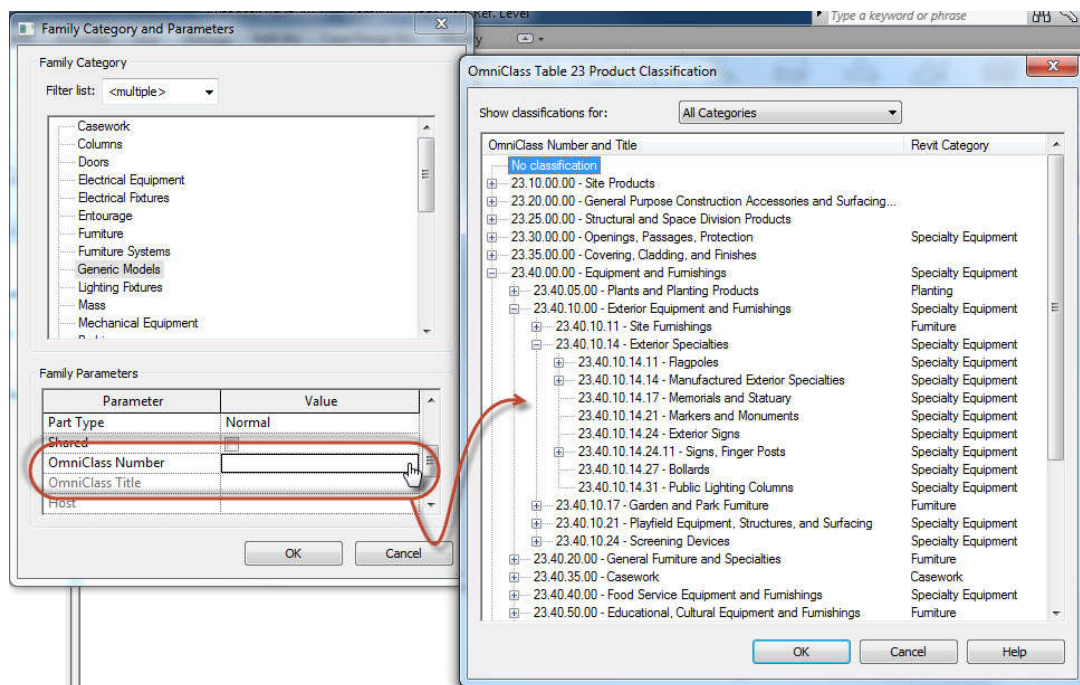 Ref. Level
Type a keyword or phrase
Family Category and Parameters
Family Category
Filter list: <multiple>
Casework
Columns
Doors
Electrical Equipment
Electrical Fixtures
Entourage
Furniture
Furniture Systems
Generic Models
Lighting Fixtures
Mass
Mechanical Equipment
Family Parameters
Parameter Value
Part Type Normal
Shared
OmniClass Number
OmniClass Title
Host
OK Cancel
OmniClass Table 23 Product Classification
Show classifications for: All Categories
OmniClass Number and Title Revit Category
No classification
23.10.00.00 - Site Products
23.20.00.00 - General Purpose Construction Accessories and Surfacing...
23.25.00.00 - Structural and Space Division Products
23.30.00.00 - Openings, Passages, Protection Specialty Equipment
23.35.00.00 - Covering, Cladding, and Finishes
23.40.00.00 - Equipment and Furnishings Specialty Equipment
23.40.05.00 - Plants and Planting Products Planting
23.40.10.00 - Exterior Equipment and Furnishings Specialty Equipment
23.40.10.11 - Site Furnishings Furniture
23.40.10.14 - Exterior Specialties Specialty Equipment
23.40.10.14.11 - Flagpoles Specialty Equipment
23.40.10.14.14 - Manufactured Exterior Specialties Specialty Equipment
23.40.10.14.17 - Memorials and Statuary Specialty Equipment
23.40.10.14.21 - Markers and Monuments Specialty Equipment
23.40.10.14.24 - Exterior Signs Specialty Equipment
23.40.10.14.24.11 - Signs, Finger Posts Specialty Equipment
23.40.10.14.27 - Bollards Specialty Equipment
23.40.10.14.31 - Public Lighting Columns Specialty Equipment
23.40.10.17 - Garden and Park Furniture Furniture
23.40.10.21 - Playfield Equipment, Structures, and Surfacing Specialty Equipment
23.40.10.24 - Screening Devices Specialty Equipment
23.40.20.00 - General Furniture and Specialties Furniture
23.40.35.00 - Casework Casework
23.40.40.00 - Food Service Equipment and Furnishings Specialty Equipment
23.40.50.00 - Educational, Cultural Equipment and Furnishings Furniture
OK Cancel Help